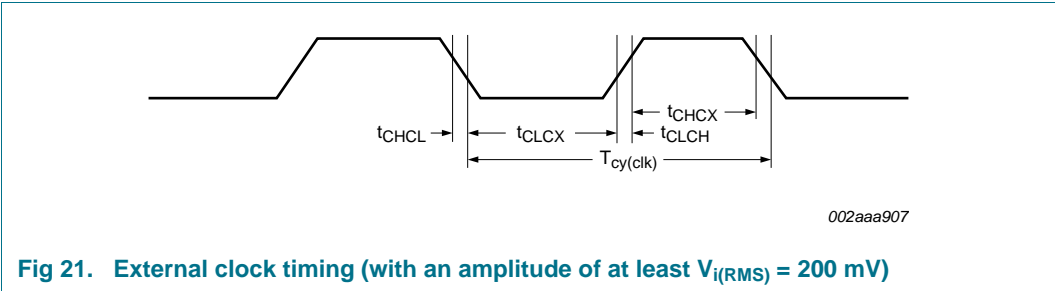 tCHCX
tCHCL tCLCX tCLCH
Tcy(clk)
002aaa907
Fig 21. External clock timing (with an amplitude of at least Vi(RMS) = 200 mV)